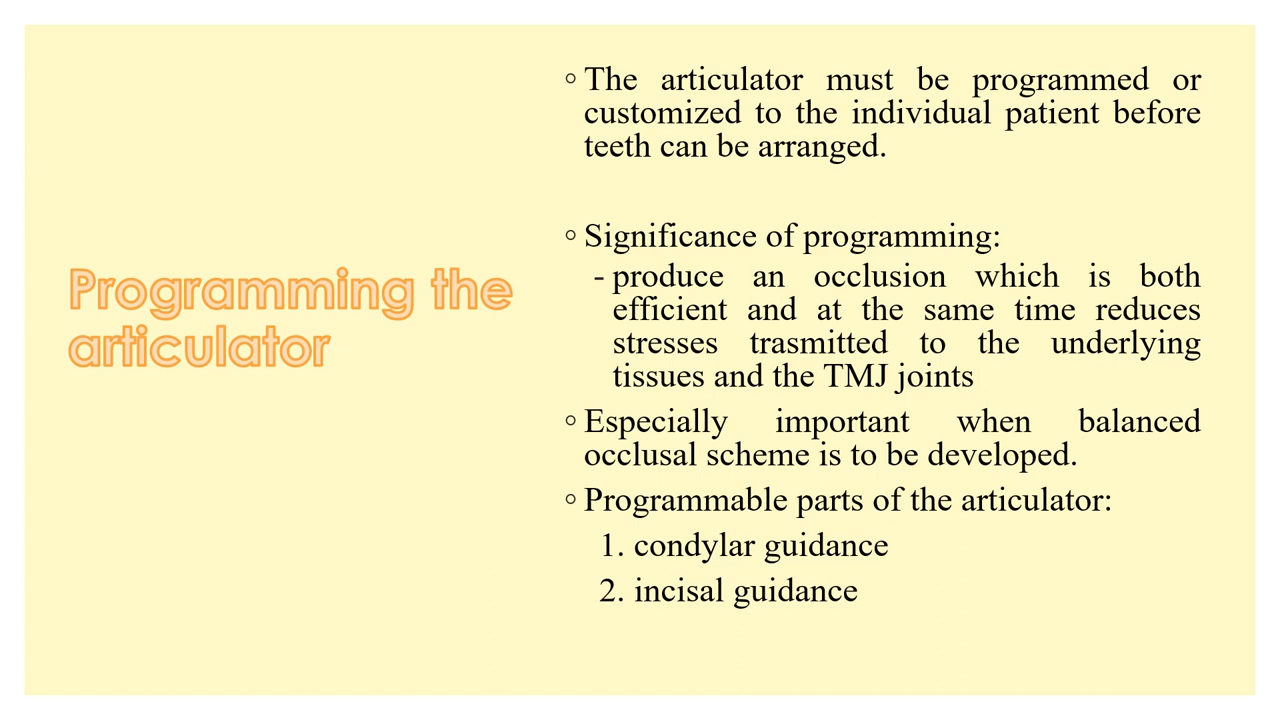 Programming the
articulator
◦ The articulator must be programmed or
customized to the individual patient before
teeth can be arranged.
◦ Significance of programming:
- produce an occlusion which is both
efficient and at the same time reduces
stresses trasmitted to the underlying
tissues and the TMJ joints
◦ Especially important when balanced
occlusal scheme is to be developed.
◦ Programmable parts of the articulator:
1. condylar guidance
2. incisal guidance